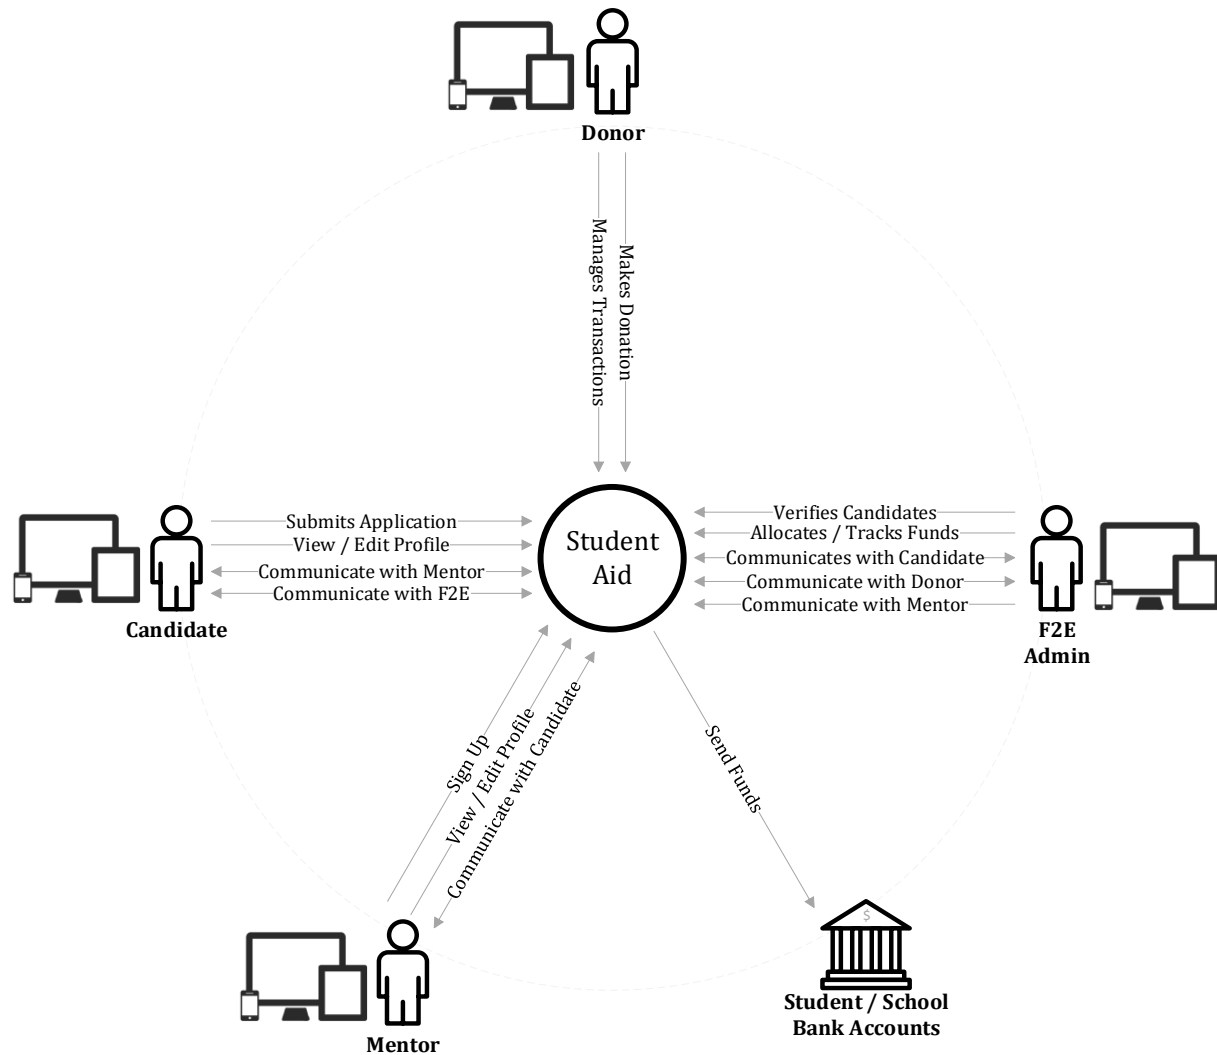 Donor
Manages Transactions
Makes Donation
Student
Aid
Submits Application
View / Edit Profile
Communicate with Mentor
Communicate with F2E
Candidate
Verifies Candidates
Allocates / Tracks Funds
Communicates with Candidate
Communicate with Donor
Communicate with Mentor
F2E
Admin
Sign Up
View / Edit Profile
Communicate with Candidate
Mentor
Send Funds
$
Student / School
Bank Accounts